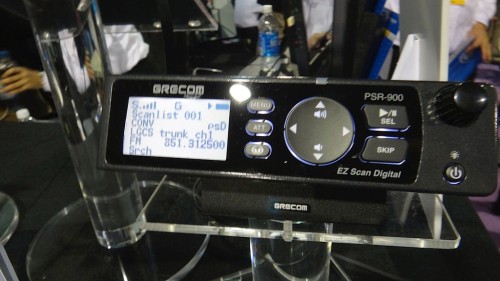 GRECOM
PSR-900
S G
Scanlist 001
CONV psD
LGCS trunk ch1
FM 851.312500
Srch
MENU
ATT
SEL
SKIP
EZ Scan Digital
GRECOM